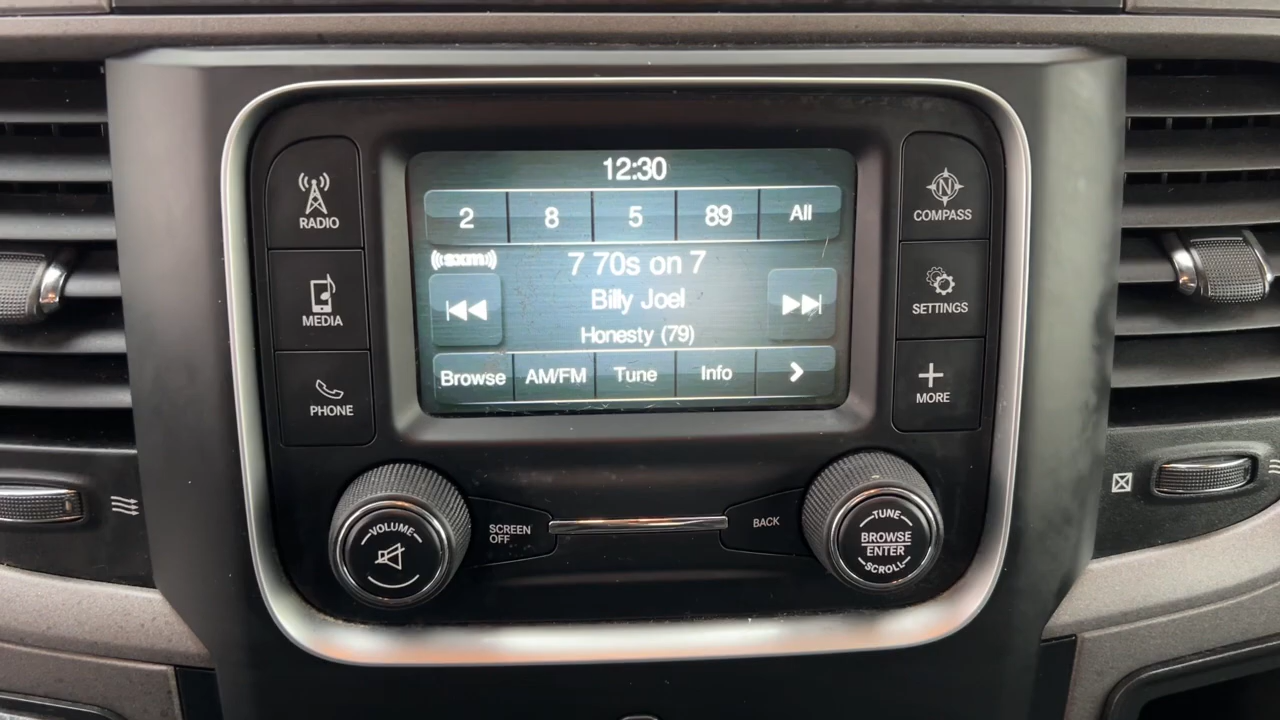 12:30
2 8 5 89 All
((sxm))
7 70s on 7
Billy Joel
Honesty (79)
Browse AM/FM Tune Info >
RADIO
MEDIA
PHONE
N
COMPASS
SETTINGS
MORE
VOLUME
SCREEN
OFF
BACK
TUNE
BROWSE
ENTER
SCROLL